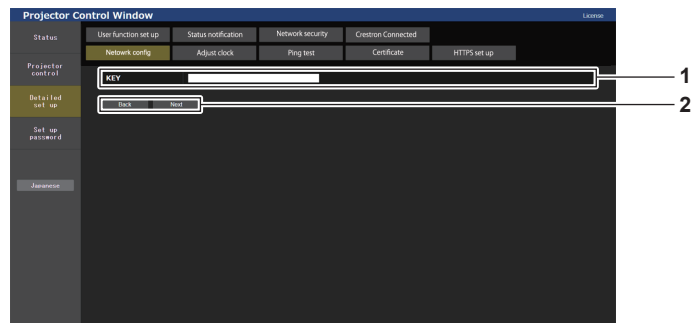 Projector Control Window License
Status User function set up Status notification Network security Crestron Connected
Netowrk config Adjust clock Ping test Certificate HTTPS set up
Projector
control
KEY 1
Detailed
set up
Back Next 2
Set up
password
Japanese